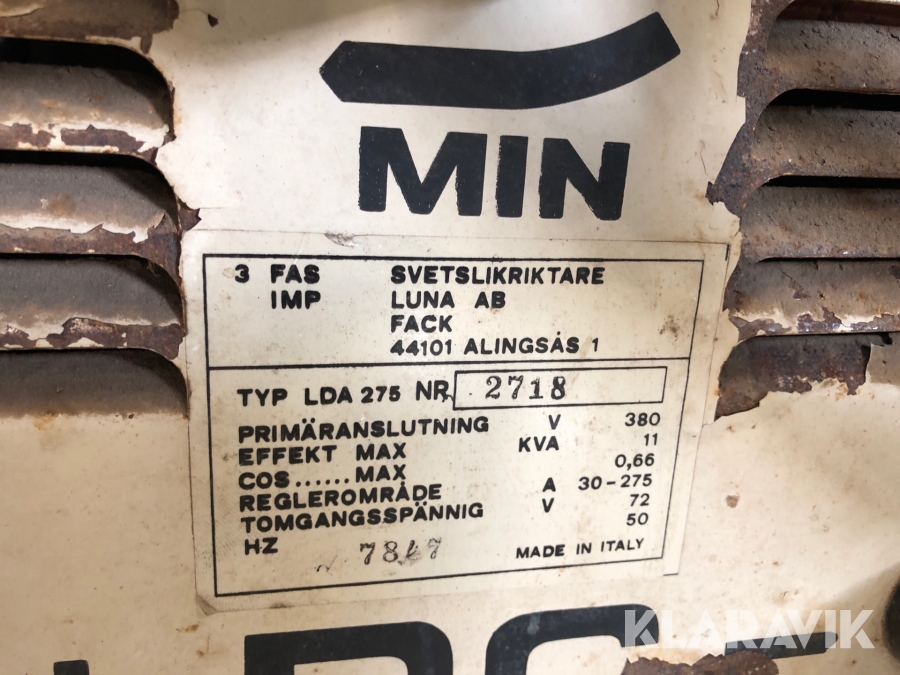 MIN
3 FAS SVETSLIKRIKTARE
IMP LUNA AB
FACK
44101 ALINGSÅS 1
TYP LDA 275 NR. 2718
PRIMÄRANSLUTNING V 380
EFFEKT MAX KVA 11
COS......MAX 0,66
REGLEROMRÅDE A 30-275
TOMGANGSSPÄNNIG V 72
HZ 50
MADE IN ITALY
KLARAVIK